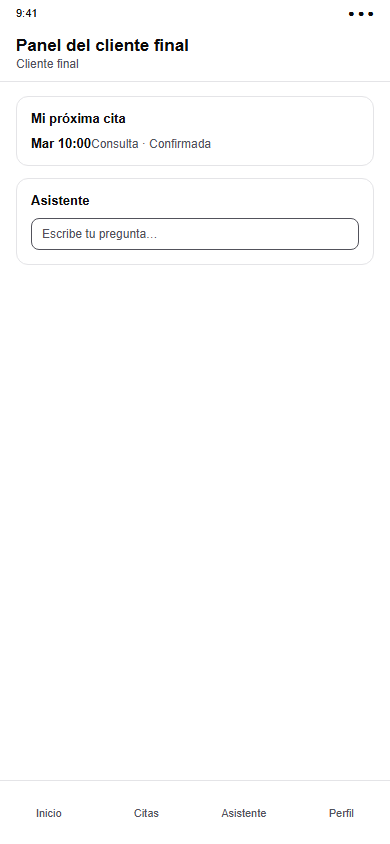 9:41
Panel del cliente final
Cliente final
Mi próxima cita
Mar 10:00Consulta · Confirmada
Asistente
Escribe tu pregunta...
Inicio Citas Asistente Perfil